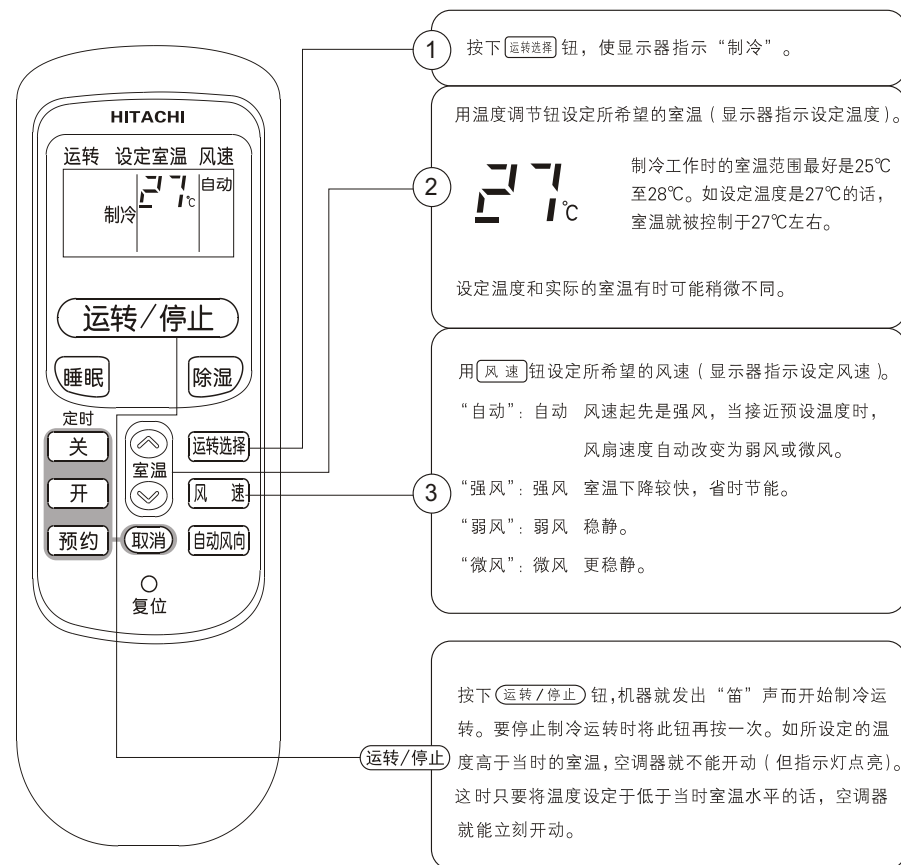 HITACHI
运转 设定室温 风速
27℃ 自动
制冷
运转/停止
睡眠 除湿
定时
关 运转选择
室温
开 风 速
预约 取消 自动风向
复位
1 按下 运转选择 钮，使显示器指示“制冷”。
2
用温度调节钮设定所希望的室温（显示器指示设定温度）。
27℃
制冷工作时的室温范围最好是25℃
至28℃。如设定温度是27℃的话，
室温就被控制于27℃左右。
设定温度和实际的室温有时可能稍微不同。
3
用 风 速 钮设定所希望的风速（显示器指示设定风速）。
“自动”：自动 风速起先是强风，当接近预设温度时，
风扇速度自动改变为弱风或微风。
“强风”：强风 室温下降较快，省时节能。
“弱风”：弱风 稳静。
“微风”：微风 更稳静。
运转/停止
按下 运转/停止 钮,机器就发出“笛”声而开始制冷运
转。要停止制冷运转时将此钮再按一次。如所设定的温
度高于当时的室温,空调器就不能开动（但指示灯点亮）。
这时只要将温度设定于低于当时室温水平的话，空调器
就能立刻开动。